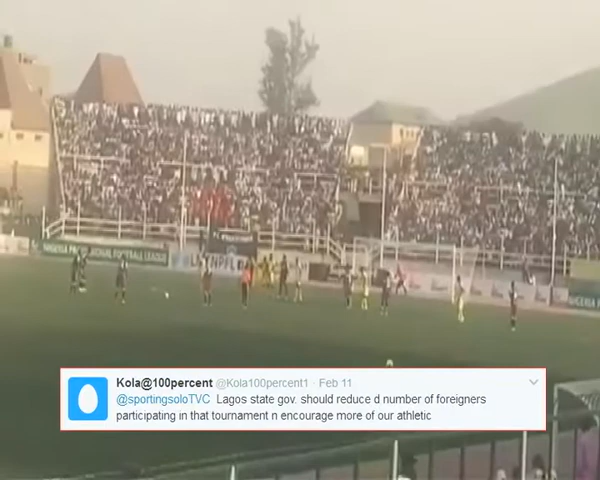 NIGERIA PROFESSIONAL FOOTBALL LEAGUE
Kola@100percent @Kola100percent1 · Feb 11
@sportingsoloTVC Lagos state gov. should reduce d number of foreigners
participating in that tournament n encourage more of our athletic